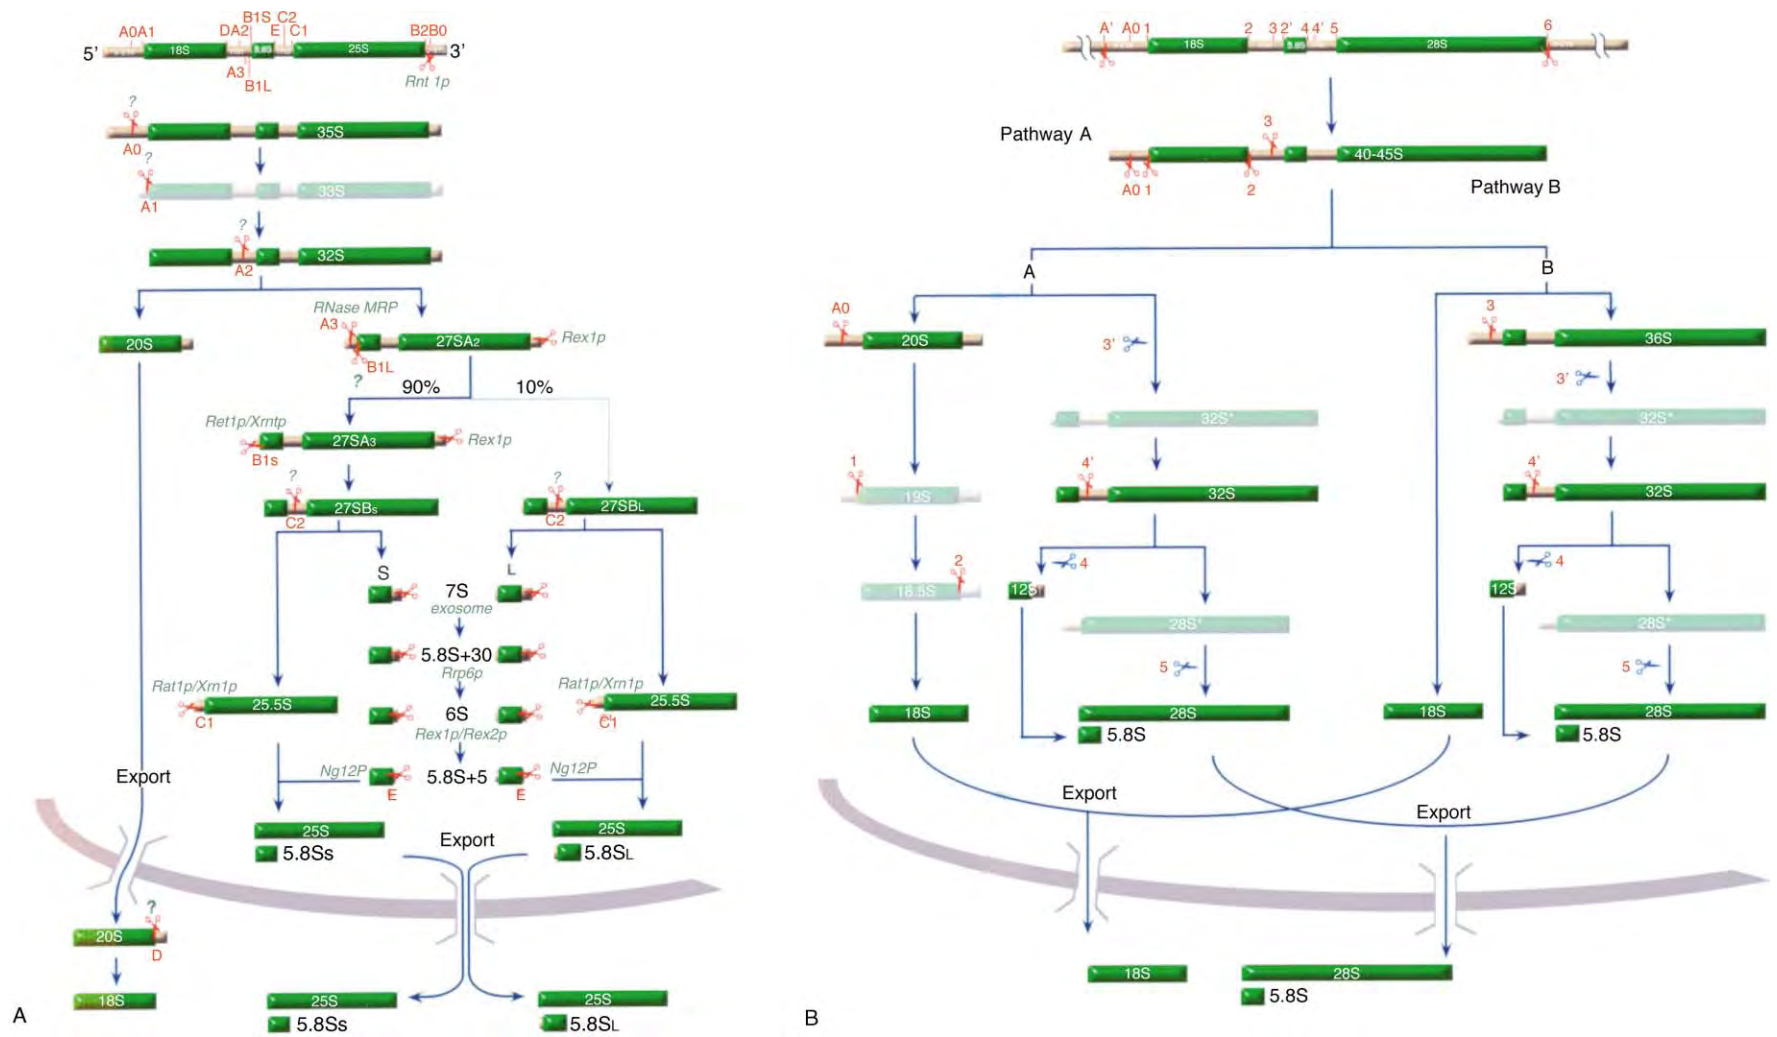 B1S C2
A0A1 DA2 E C1 B2B0
5' 18S 5.8S 25S 3'
A3
B1L
Rnt 1p
?
35S
A0
?
33S
A1
?
32S
A2
RNase MRP
A3
20S
27SA2
Rex1p
B1L
?
90% 10%
Ret1p/Xrntp
27SA3
Rex1p
B1s
? ?
27SBs 27SBL
C2 C2
S L
7S
exosome
5.8S+30
Rrp6p
Rat1p/Xrn1p Rat1p/Xrn1p
25.5S 25.5S
C1 C1
6S
Rex1p/Rex2p
Ng12P 5.8S+5 Ng12P
E E
Export
25S 25S
5.8Ss 5.8SL
Export
?
20S
D
18S
25S 25S
5.8Ss 5.8SL
A
A' A0 1 2 3 2' 4 4' 5 6
18S 5.8S 28S
3
Pathway A
40-45S
A0 1 2
Pathway B
A B
A0 3
20S 36S
3' 3'
32S* 32S*
1 4' 4'
19S 32S 32S
2 4 4
18.5S 12S 12S
28S* 28S*
5 5
18S 28S 18S 28S
5.8S 5.8S
Export
Export
18S 28S
5.8S
B